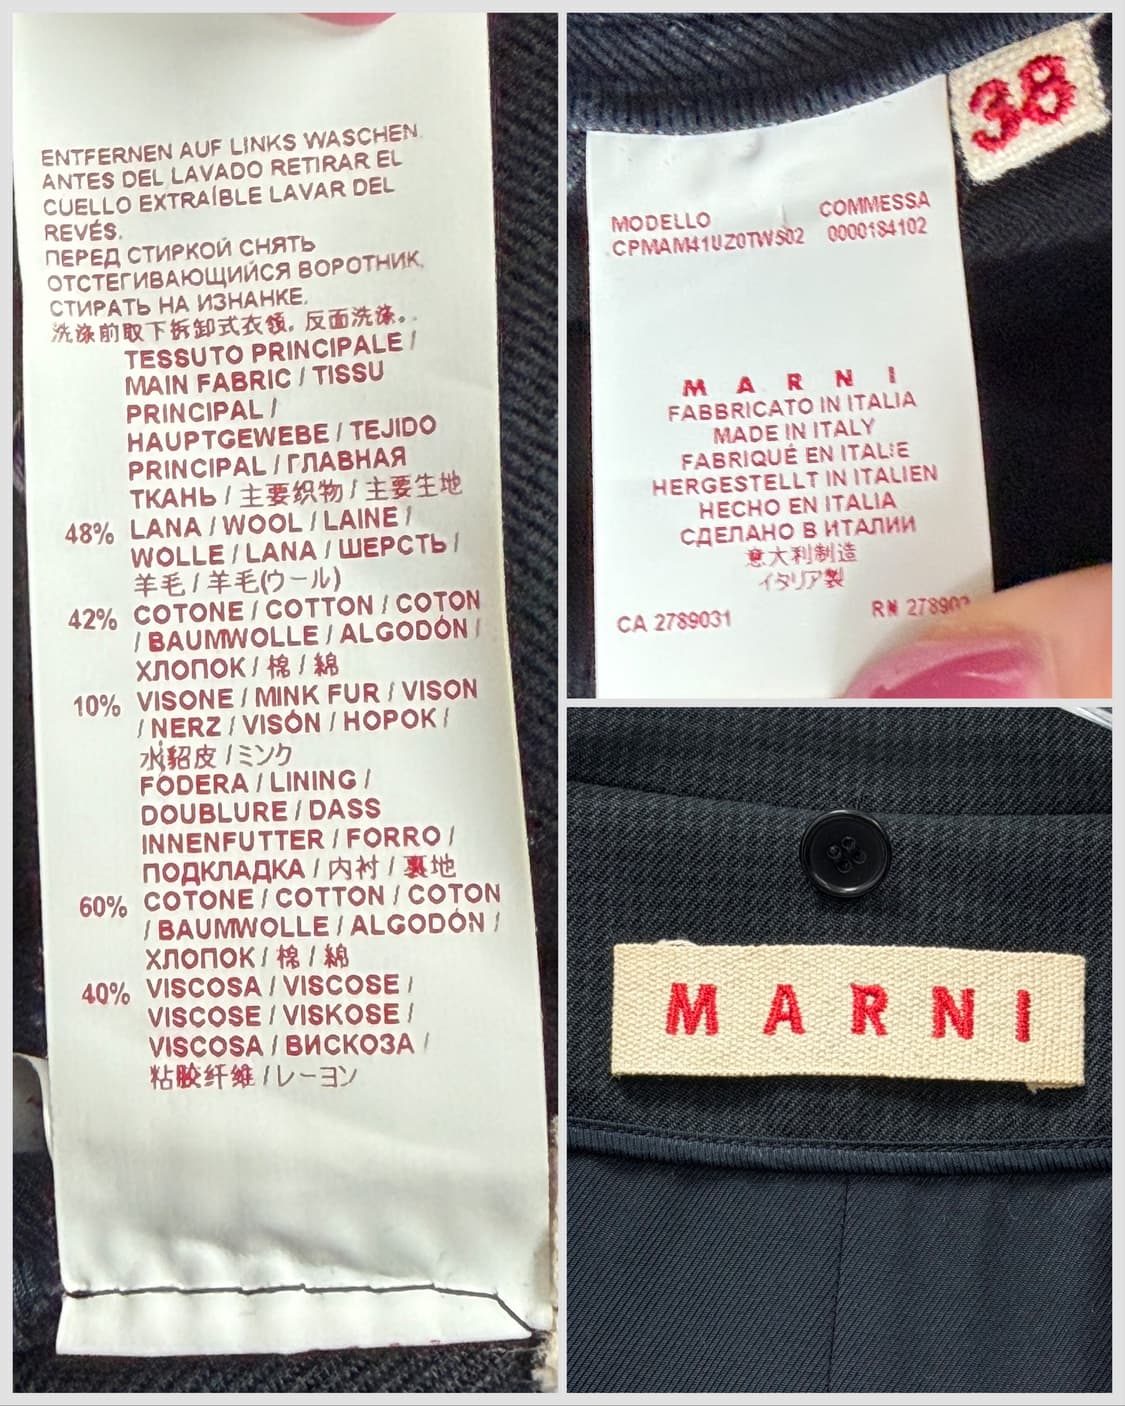 ENTFERNEN AUF LINKS WASCHEN.
ANTES DEL LAVADO RETIRAR EL
CUELLO EXTRAÍBLE LAVAR DEL
REVÉS.
ПЕРЕД СТИРКОЙ СНЯТЬ
ОТСТЕГИВАЮЩИЙСЯ ВОРОТНИК,
СТИРАТЬ НА ИЗНАНКЕ.
洗涤前取下拆卸式衣领。反面洗涤。
TESSUTO PRINCIPALE /
MAIN FABRIC / TISSU
PRINCIPAL /
HAUPTGEWEBE / TEJIDO
PRINCIPAL / ГЛАВНАЯ
ТКАНЬ / 主要织物 / 主要生地
48% LANA / WOOL / LAINE /
WOLLE / LANA / ШЕРСТЬ /
羊毛 / 羊毛(ウール)
42% COTONE / COTTON / COTON
/ BAUMWOLLE / ALGODÓN /
ХЛОПОК / 棉 / 綿
10% VISONE / MINK FUR / VISON
/ NERZ / VISÓN / НОРОК /
水貂皮 / ミンク
FODERA / LINING /
DOUBLURE / DASS
INNENFUTTER / FORRO /
ПОДКЛАДКА / 内衬 / 裏地
60% COTONE / COTTON / COTON
/ BAUMWOLLE / ALGODÓN /
ХЛОПОК / 棉 / 綿
40% VISCOSA / VISCOSE /
VISCOSE / VISKOSE /
VISCOSA / ВИСКОЗА /
粘胶纤维 / レーヨン
38
MODELLO COMMESSA
CPMAM41UZ0TW502 0000184102
MARNI
FABBRICATO IN ITALIA
MADE IN ITALY
FABRIQUÉ EN ITALIE
HERGESTELLT IN ITALIEN
HECHO EN ITALIA
СДЕЛАНО В ИТАЛИИ
意大利制造
イタリア製
CA 2789031 RN
MARNI